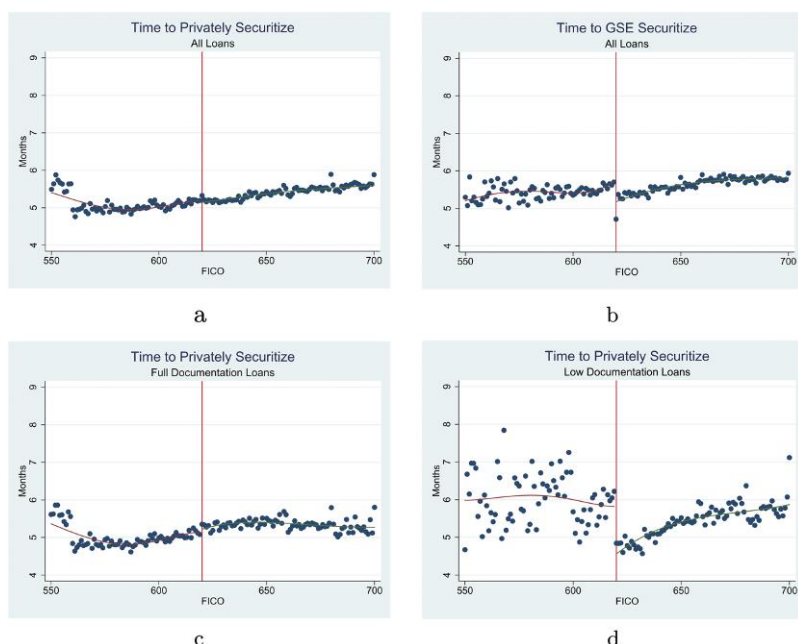 Time to Privately Securitize
All Loans
Months
9
8
7
6
5
4
550
600
650
700
FICO
a
Time to GSE Securitize
All Loans
Months
9
8
7
6
5
4
550
600
650
700
FICO
b
Time to Privately Securitize
Full Documentation Loans
Months
9
8
7
6
5
4
550
600
650
700
FICO
c
Time to Privately Securitize
Low Documentation Loans
Months
9
8
7
6
5
4
550
600
650
700
FICO
d